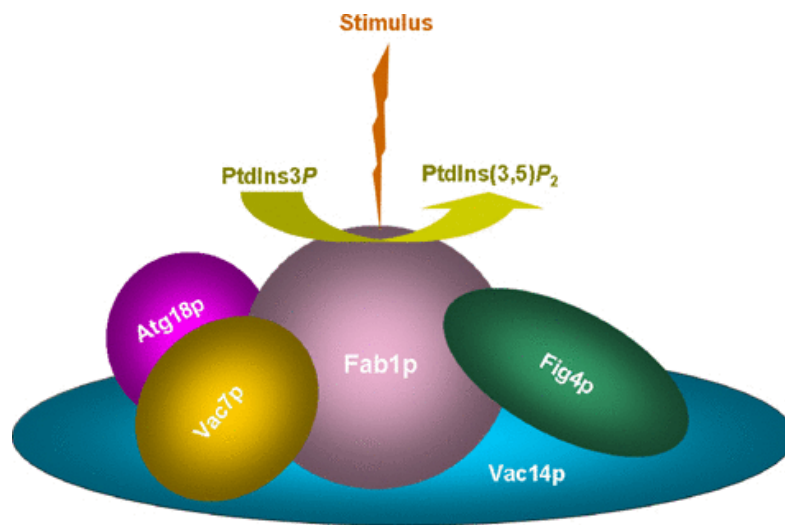 Stimulus
PtdIns3P
PtdIns(3,5)P₂
Atg18p
Vac7p
Fab1p
Fig4p
Vac14p